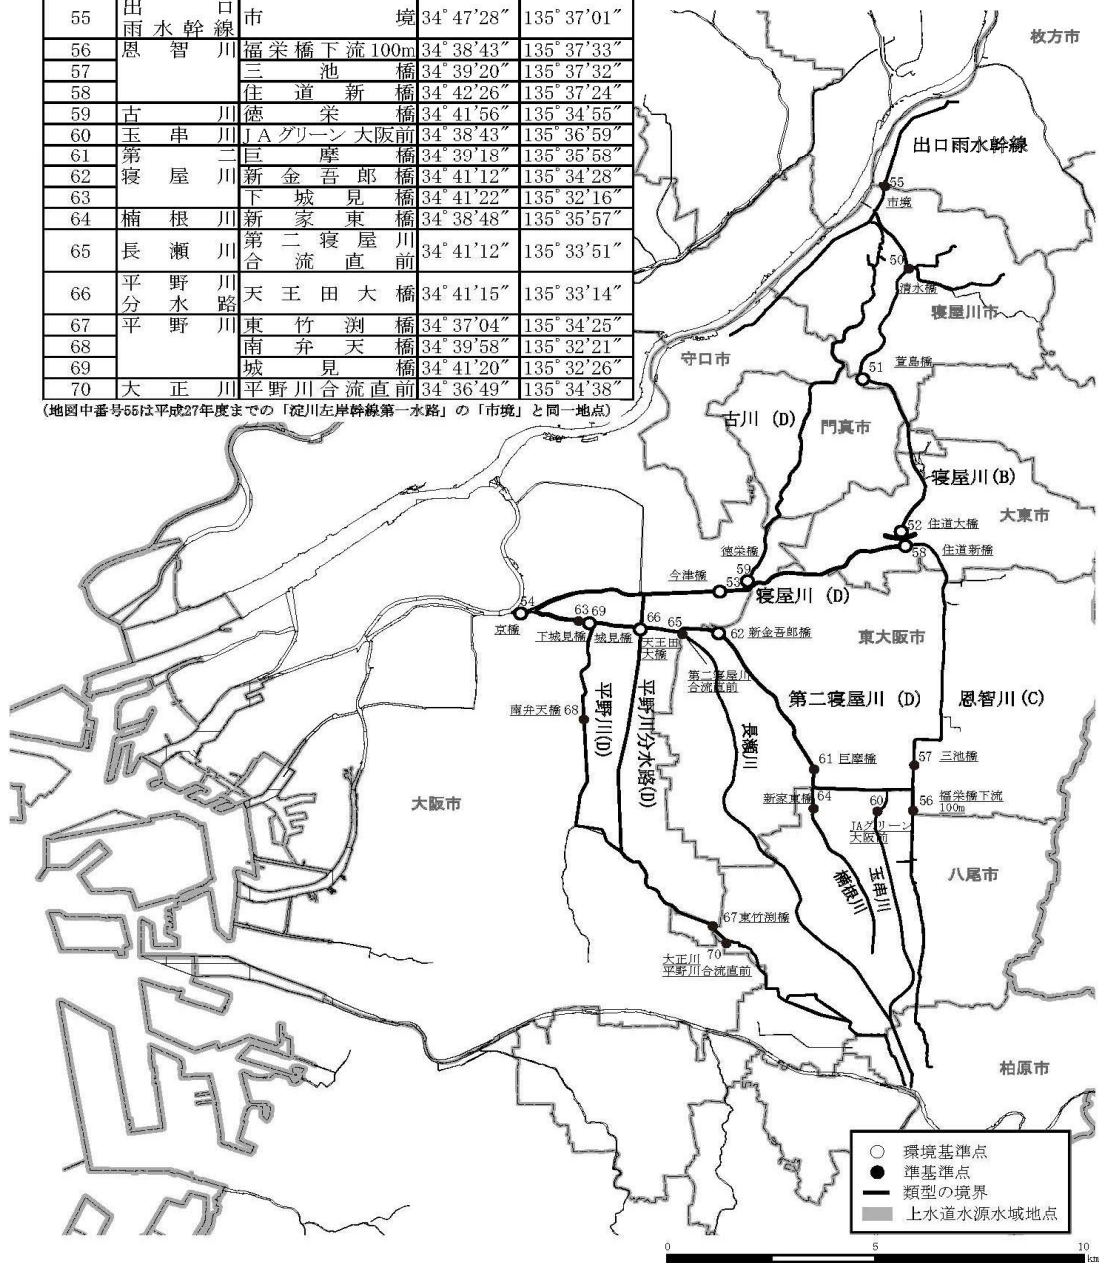 55 出口雨水幹線 市境 34°47'28" 135°37'01"
56 恩智川 福栄橋下流100m 34°38'43" 135°37'33"
57 三池橋 34°39'20" 135°37'32"
58 住道新橋 34°42'26" 135°37'24"
59 古川 徳栄橋 34°41'56" 135°34'55"
60 玉串川 JAグリーン大阪前 34°38'43" 135°36'59"
61 第二寝屋川 巨摩橋 34°39'18" 135°35'58"
62 新金吾郎橋 34°41'12" 135°34'28"
63 下城見橋 34°41'22" 135°32'16"
64 楠根川 新家東橋 34°38'48" 135°35'57"
65 長瀬川 第二寝屋川合流直前 34°41'12" 135°33'51"
66 平野川分水路 天王田大橋 34°41'15" 135°33'14"
67 平野川 東竹渕橋 34°37'04" 135°34'25"
68 南弁天橋 34°39'58" 135°32'21"
69 城見橋 34°41'20" 135°32'26"
70 大正川 平野川合流直前 34°36'49" 135°34'38"
(地図中番号55は平成27年度までの「淀川左岸幹線第一水路」の「市境」と同一地点)
枚方市
出口雨水幹線
55
市境
50
清水橋
寝屋川市
守口市
萱島橋
51
古川 (D)
門真市
寝屋川(B)
大東市
52 住道大橋
58 住道新橋
徳栄橋
59
今津橋
53
寝屋川 (D)
54
京橋
63
下城見橋
69
城見橋
66
天王田
大橋
65
第二寝屋川
合流直前
62 新金吾郎橋
東大阪市
平野川(D)
平野川分水路(D)
長瀬川
第二寝屋川 (D)
恩智川(C)
南弁天橋 68
大阪市
61 巨摩橋
57 三池橋
新家東橋
64
60
JAグリーン
大阪前
56 福栄橋下流
100m
八尾市
楠根川
玉串川
67 東竹渕橋
70
大正川
平野川合流直前
柏原市
環境基準点
準基準点
類型の境界
上水道水源水域地点
0 5 10
km